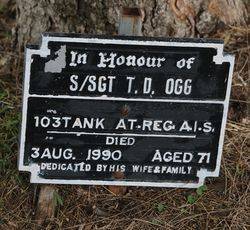 In Honour of
S/SGT T. D. OGG
103 TANK AT-REG A.I.S.
DIED
3 AUG. 1990 AGED 71
DEDICATED BY HIS WIFE & FAMILY